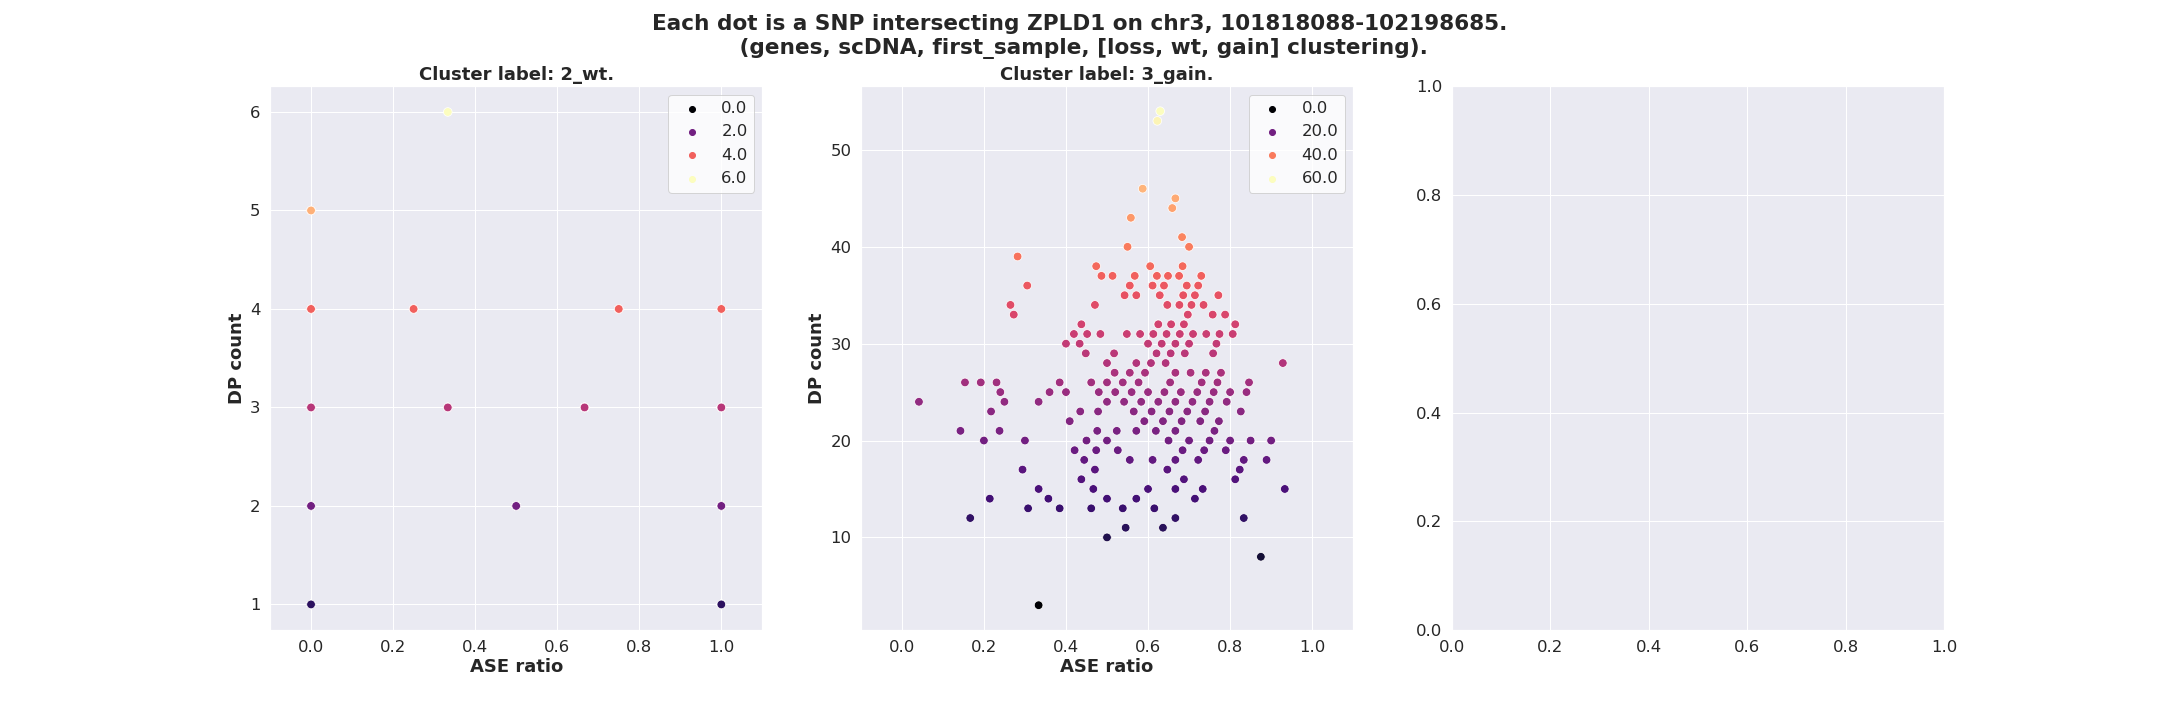 Each dot is a SNP intersecting ZPLD1 on chr3, 101818088-102198685.
(genes, scDNA, first_sample, [loss, wt, gain] clustering).
Cluster label: 2_wt.
DP count
6
5
4
3
2
1
0.0
2.0
4.0
6.0
0.0 0.2 0.4 0.6 0.8 1.0
ASE ratio
Cluster label: 3_gain.
DP count
50
40
30
20
10
0.0
20.0
40.0
60.0
0.0 0.2 0.4 0.6 0.8 1.0
ASE ratio
1.0
0.8
0.6
0.4
0.2
0.0
0.0 0.2 0.4 0.6 0.8 1.0